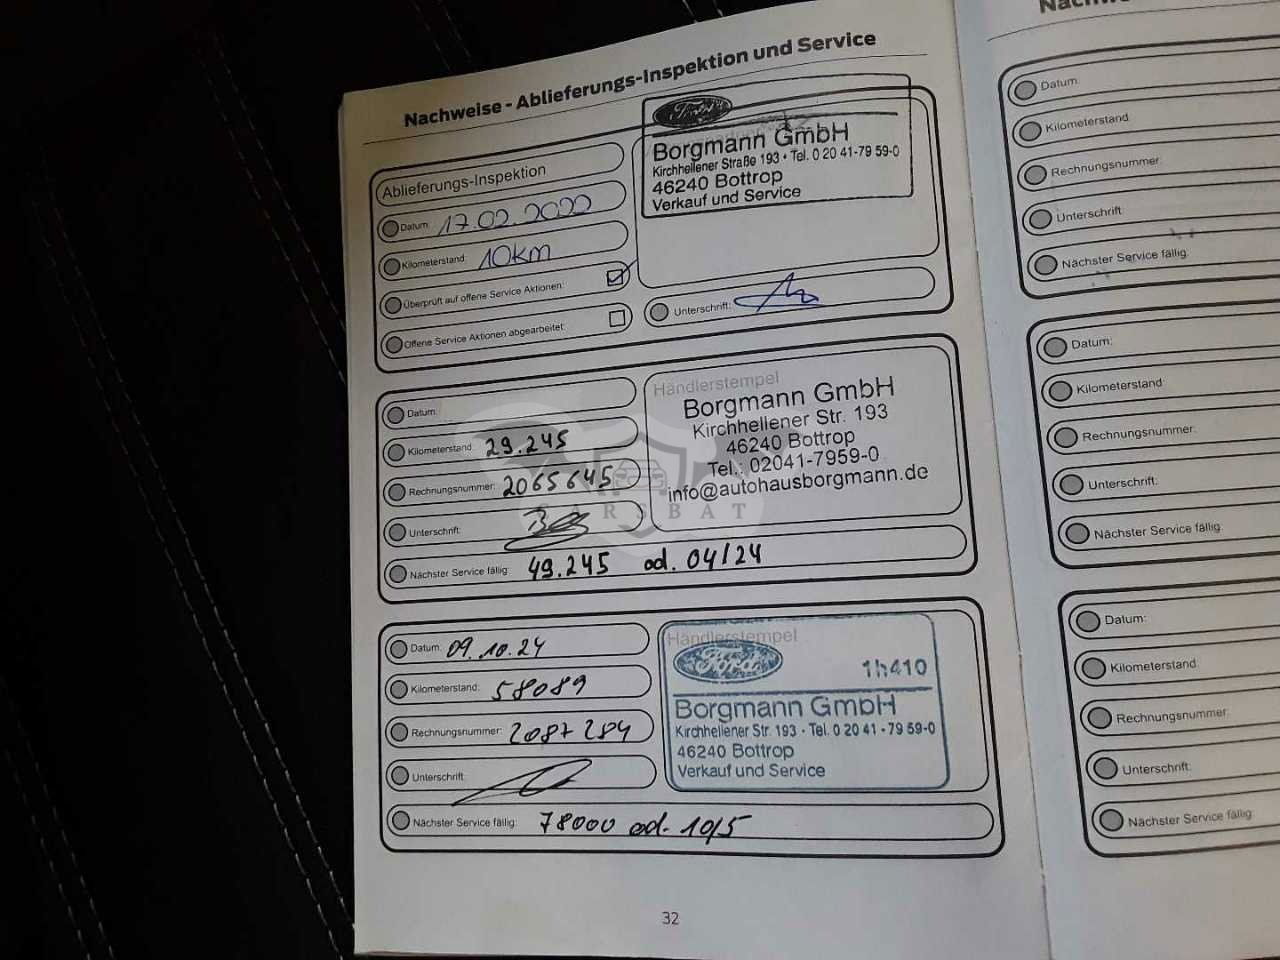 Nachweise - Ablieferungs-Inspektion und Service
Ablieferungs-Inspektion
Datum: 17.02.2022
Kilometerstand: 10km
Überprüft auf offene Service Aktionen:
Offene Service Aktionen abgearbeitet:
Ford
Borgmann GmbH
Kirchhellener Straße 193 • Tel. 0 20 41-79 59-0
46240 Bottrop
Verkauf und Service
Unterschrift:
Datum:
Kilometerstand: 29.245
Rechnungsnummer: 2065645
Unterschrift:
Nächster Service fällig: 49.245 od. 04/24
Händlerstempel
Borgmann GmbH
Kirchhellener Str. 193
46240 Bottrop
Tel.: 02041-7959-0
info@autohausborgmann.de
CARSBAT
Datum: 09.10.24
Kilometerstand: 58089
Rechnungsnummer: 2087284
Unterschrift:
Nächster Service fällig: 78000 od. 10/5
Händlerstempel
Ford
1h410
Borgmann GmbH
Kirchhellener Str. 193 · Tel. 0 20 41 - 79 59-0
46240 Bottrop
Verkauf und Service
32
Datum:
Kilometerstand:
Rechnungsnummer:
Unterschrift:
Nächster Service fällig:
Datum:
Kilometerstand:
Rechnungsnummer:
Unterschrift:
Nächster Service fällig:
Datum:
Kilometerstand:
Rechnungsnummer:
Unterschrift:
Nächster Service fällig: